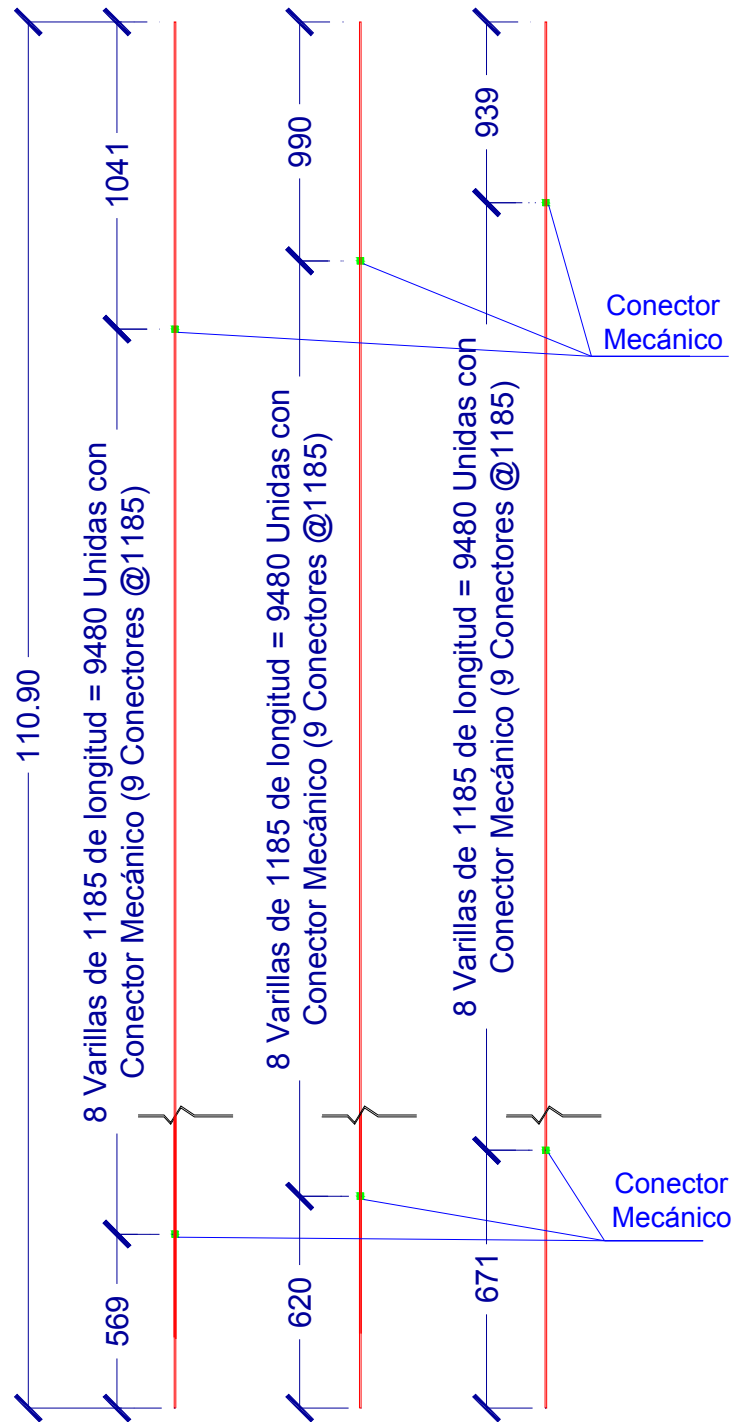 110.90
1041
8 Varillas de 1185 de longitud = 9480 Unidas con
Conector Mecánico (9 Conectores @1185)
569
990
8 Varillas de 1185 de longitud = 9480 Unidas con
Conector Mecánico (9 Conectores @1185)
620
939
8 Varillas de 1185 de longitud = 9480 Unidas con
Conector Mecánico (9 Conectores @1185)
671
Conector
Mecánico
Conector
Mecánico